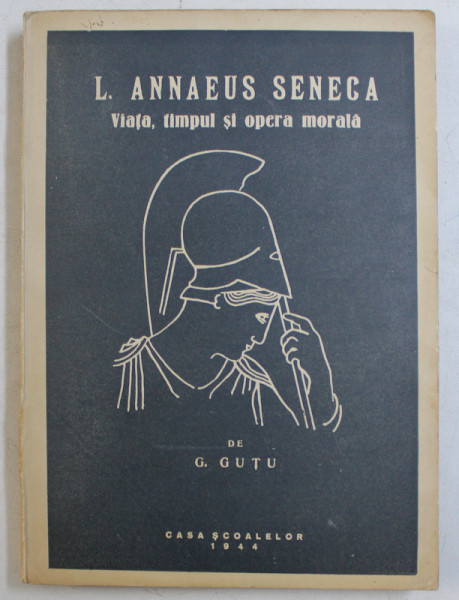 L. ANNAEUS SENECA
Viața, timpul și opera morală
DE
G. GUȚU
CASA ȘCOALELOR
1944